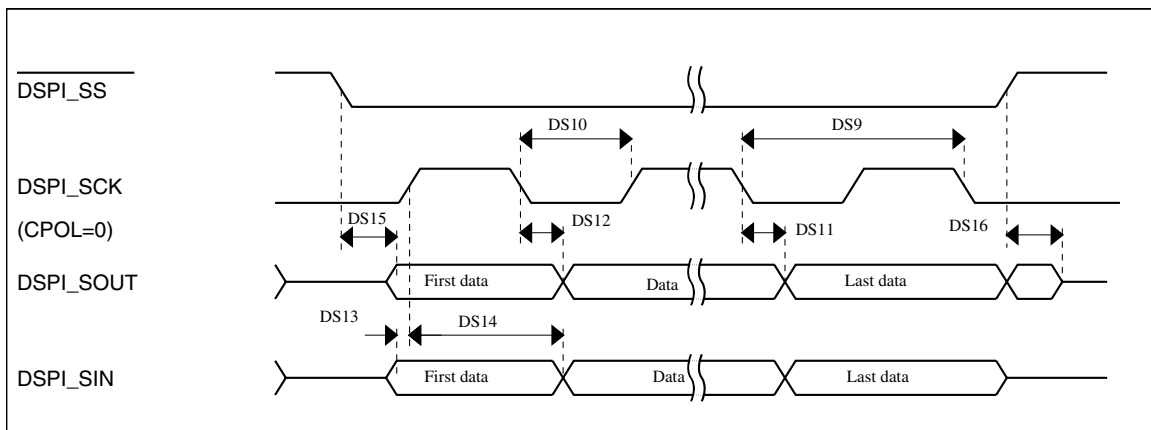 DSPI_SS
DS10
DS9
DSPI_SCK
(CPOL=0)
DS15
DS12
DS11
DS16
DSPI_SOUT
First data
Data
Last data
DS13
DS14
DSPI_SIN
First data
Data
Last data